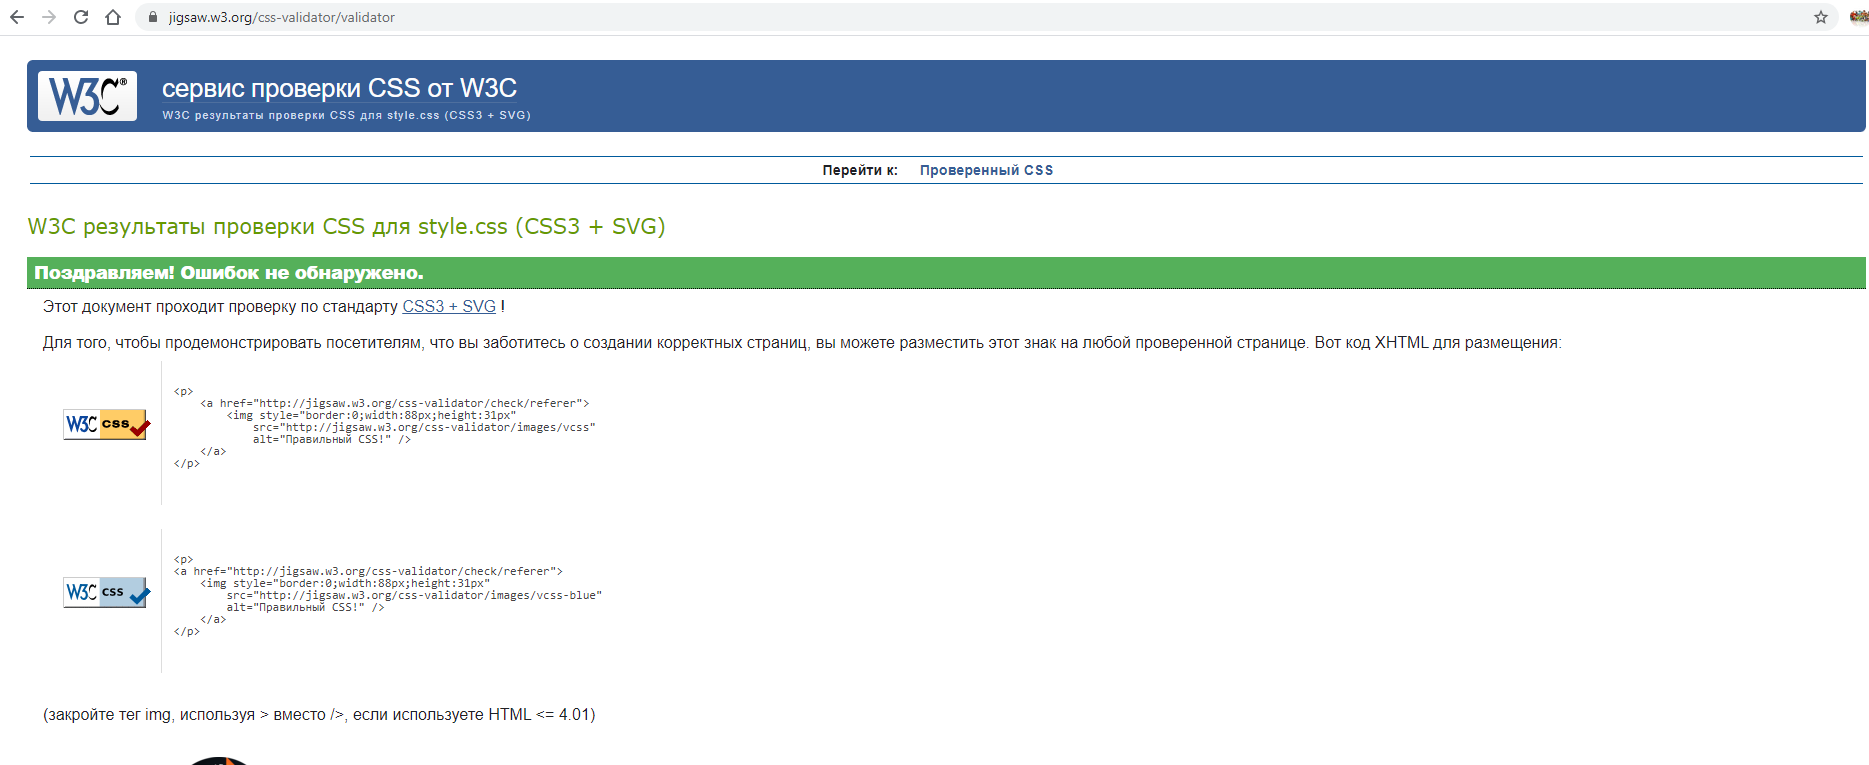 jigsaw.w3.org/css-validator/validator
W3C®
сервис проверки CSS от W3C
W3C результаты проверки CSS для style.css (CSS3 + SVG)
Перейти к: Проверенный CSS
W3C результаты проверки CSS для style.css (CSS3 + SVG)
Поздравляем! Ошибок не обнаружено.
Этот документ проходит проверку по стандарту CSS3 + SVG !
Для того, чтобы продемонстрировать посетителям, что вы заботитесь о создании корректных страниц, вы можете разместить этот знак на любой проверенной странице. Вот код XHTML для размещения:
W3C css
<p>
<a href="http://jigsaw.w3.org/css-validator/check/referer">
<img style="border:0;width:88px;height:31px"
src="http://jigsaw.w3.org/css-validator/images/vcss"
alt="Правильный CSS!" />
</a>
</p>
W3C css
<p>
<a href="http://jigsaw.w3.org/css-validator/check/referer">
<img style="border:0;width:88px;height:31px"
src="http://jigsaw.w3.org/css-validator/images/vcss-blue"
alt="Правильный CSS!" />
</a>
</p>
(закройте тег img, используя > вместо />, если используете HTML <= 4.01)